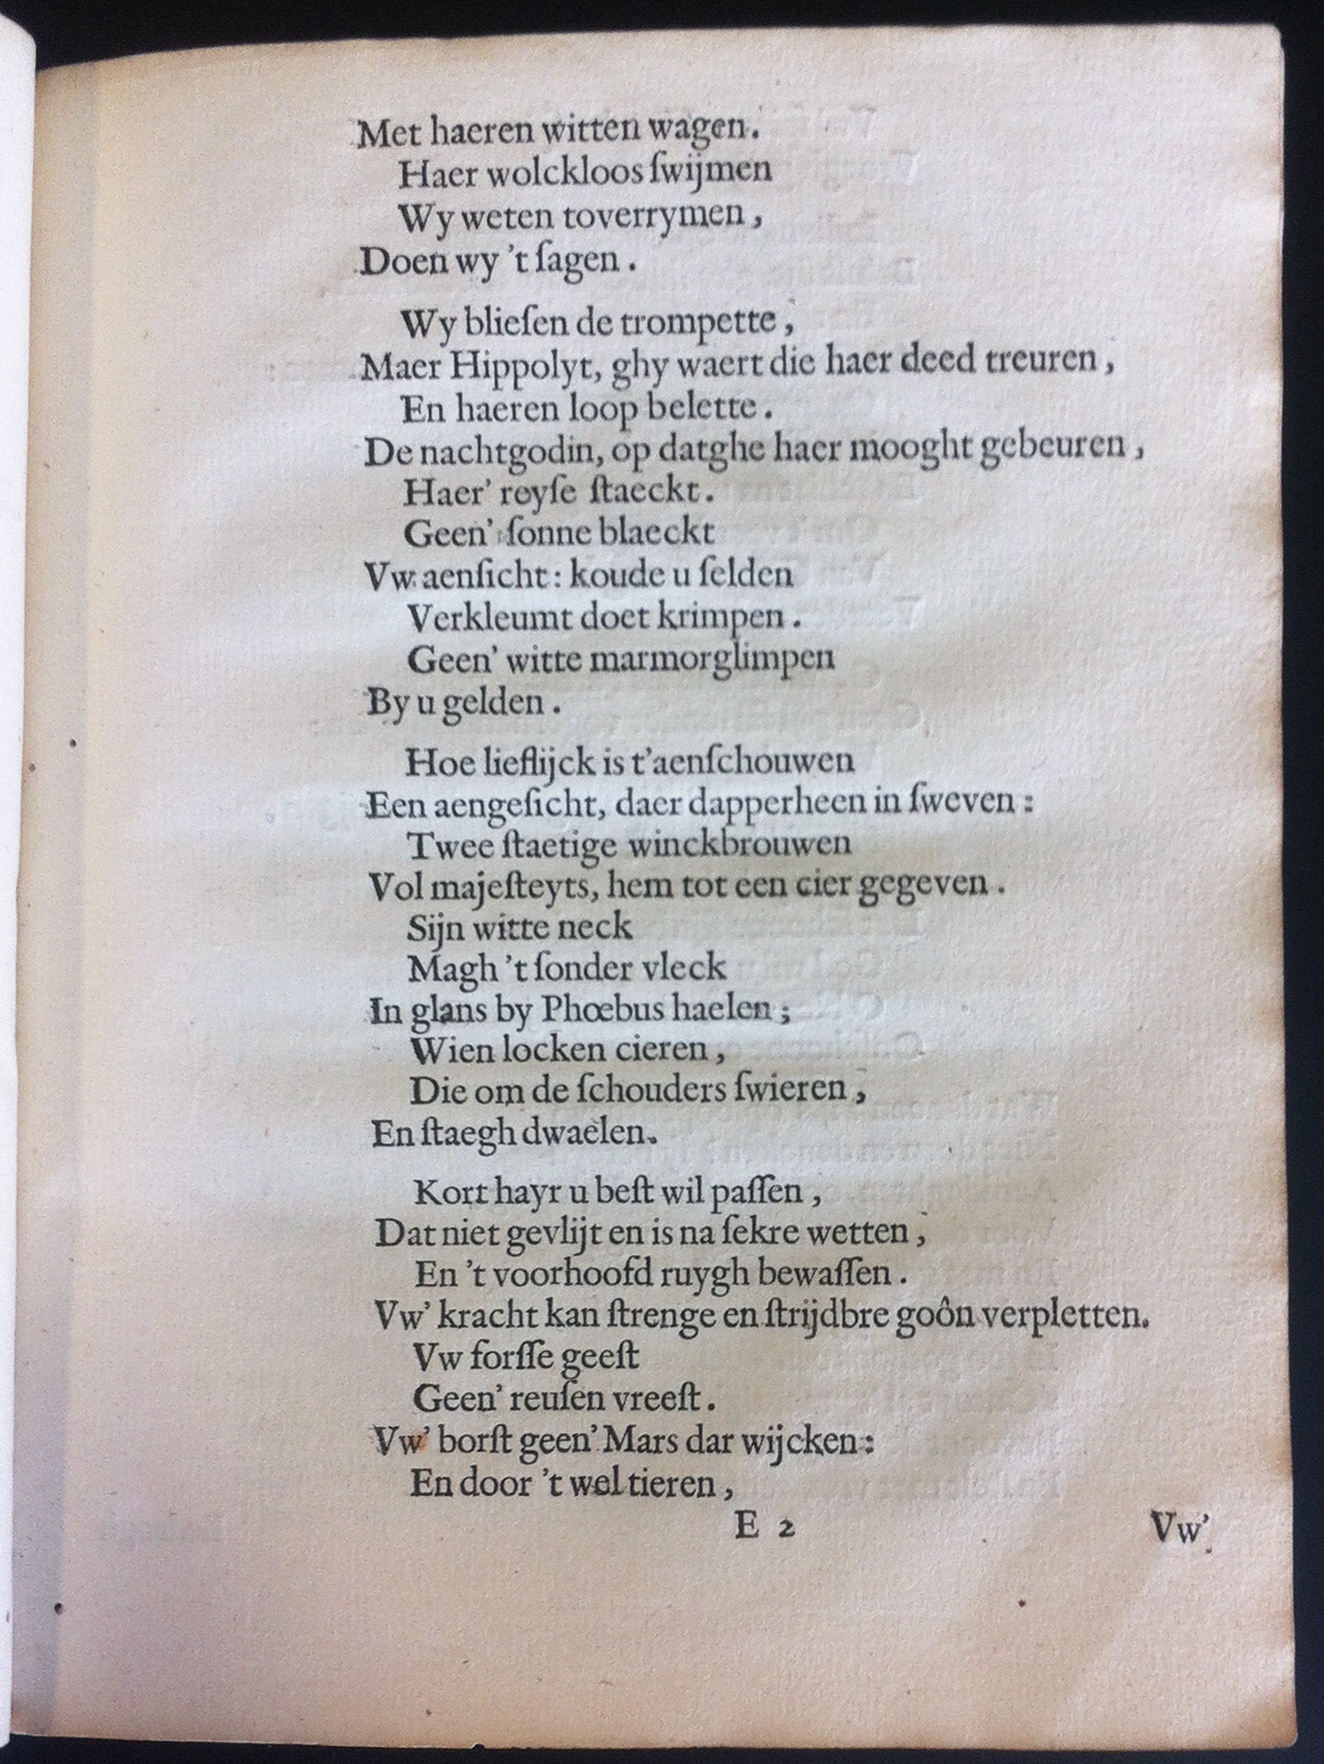 Met haeren witten wagen.
Haer wolckloos ſwijmen
Wy weten toverrymen,
Doen wy 't ſagen.
Wy blieſen de trompette,
Maer Hippolyt, ghy waert die haer deed treuren,
En haeren loop belette.
De nachtgodin, op datghe haer mooght gebeuren,
Haer' reyſe ſtaeckt.
Geen' ſonne blaeckt
Vw aenſicht: koude u ſelden
Verkleumt doet krimpen.
Geen' witte marmorglimpen
By u gelden.
Hoe lieflijck is t'aenſchouwen
Een aengeſicht, daer dapperheen in ſweven:
Twee ſtaetige winckbrouwen
Vol majeſteyts, hem tot een cier gegeven.
Sijn witte neck
Magh 't ſonder vleck
In glans by Phœbus haelen;
Wien locken cieren,
Die om de ſchouders ſwieren,
En ſtaegh dwaelen.
Kort hayr u beſt wil paſſen,
Dat niet gevlijt en is na ſekre wetten,
En 't voorhoofd ruygh bewaſſen.
Vw' kracht kan ſtrenge en ſtrijdbre goôn verpletten.
Vw forſſe geeſt
Geen' reuſen vreeſt.
Vw' borſt geen' Mars dar wijcken:
En door 't wel tieren,
E 2
Vw'